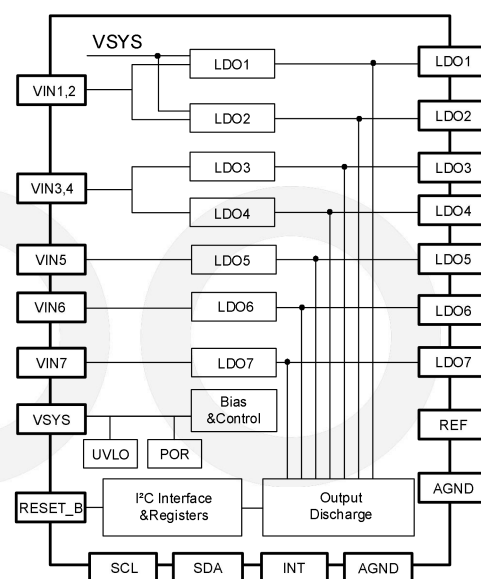 VSYS
LDO1
LDO1
VIN1,2
LDO2
LDO2
LDO3
LDO3
VIN3,4
LDO4
LDO4
VIN5
LDO5
LDO5
VIN6
LDO6
LDO6
VIN7
LDO7
LDO7
Bias
&Control
VSYS
REF
UVLO
POR
AGND
RESET_B
I²C Interface
&Registers
Output
Discharge
SCL
SDA
INT
AGND